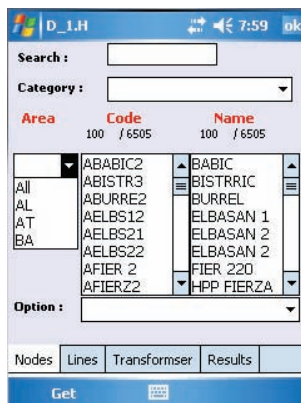 D_1.H 7:59 ok
Search :
Category :
Area Code Name
100 / 6505 100 / 6505
All
AL
AT
BA
ABABIC2
ABISTR3
ABURRE2
AELBS12
AELBS21
AELBS22
AFIER 2
AFIERZ2
BABIC
BISTRRIC
BURREL
ELBASAN 1
ELBASAN 2
ELBASAN 2
FIER 220
HPP FIERZA
Option :
Nodes Lines Transformser Results
Get